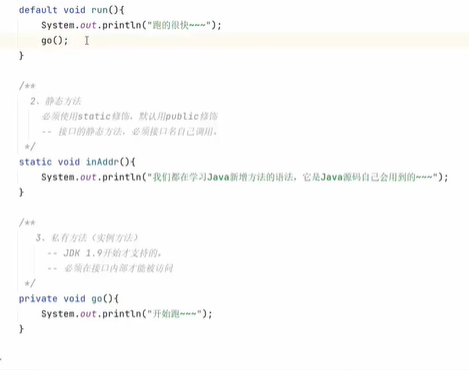 default void run(){
System.out.println("跑的很快~~~");
go();
}
/**
2、静态方法
必须使用static修饰，默认用public修饰
-- 接口的静态方法，必须接口名自己调用。
*/
static void inAddr(){
System.out.println("我们都在学习Java新增方法的语法，它是Java源码自己会用到的~~~");
}
/**
3、私有方法（实例方法）
-- JDK 1.9开始才支持的。
-- 必须在接口内部才能被访问
*/
private void go(){
System.out.println("开始跑~~~");
}